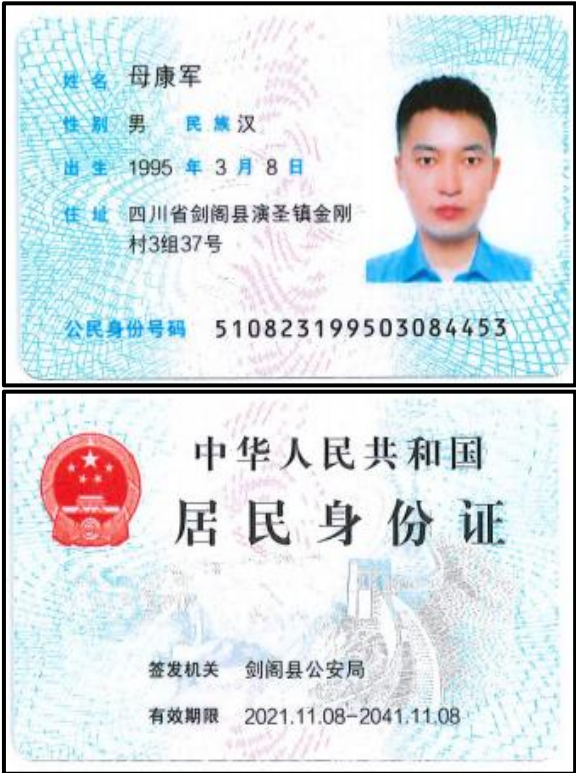 姓名 母康军
性别 男 民族 汉
出生 1995 年 3 月 8 日
住址 四川省剑阁县演圣镇金刚
村3组37号
公民身份号码 510823199503084453
中华人民共和国
居民身份证
签发机关 剑阁县公安局
有效期限 2021.11.08-2041.11.08